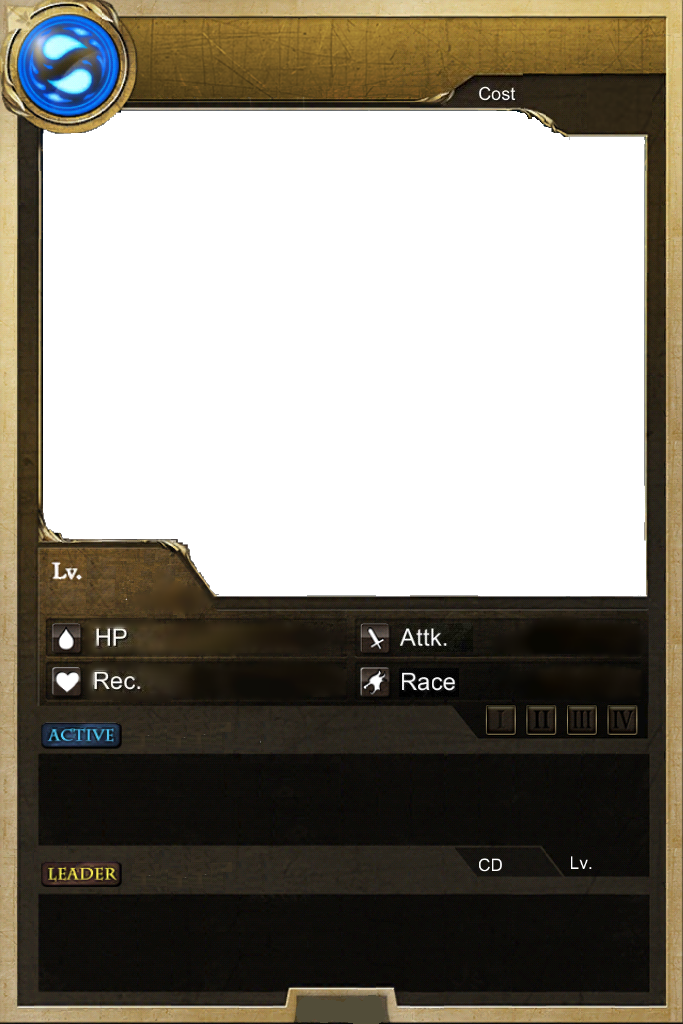 Cost
Lv.
HP Attk.
Rec. Race
I II III IV
ACTIVE
CD Lv.
LEADER